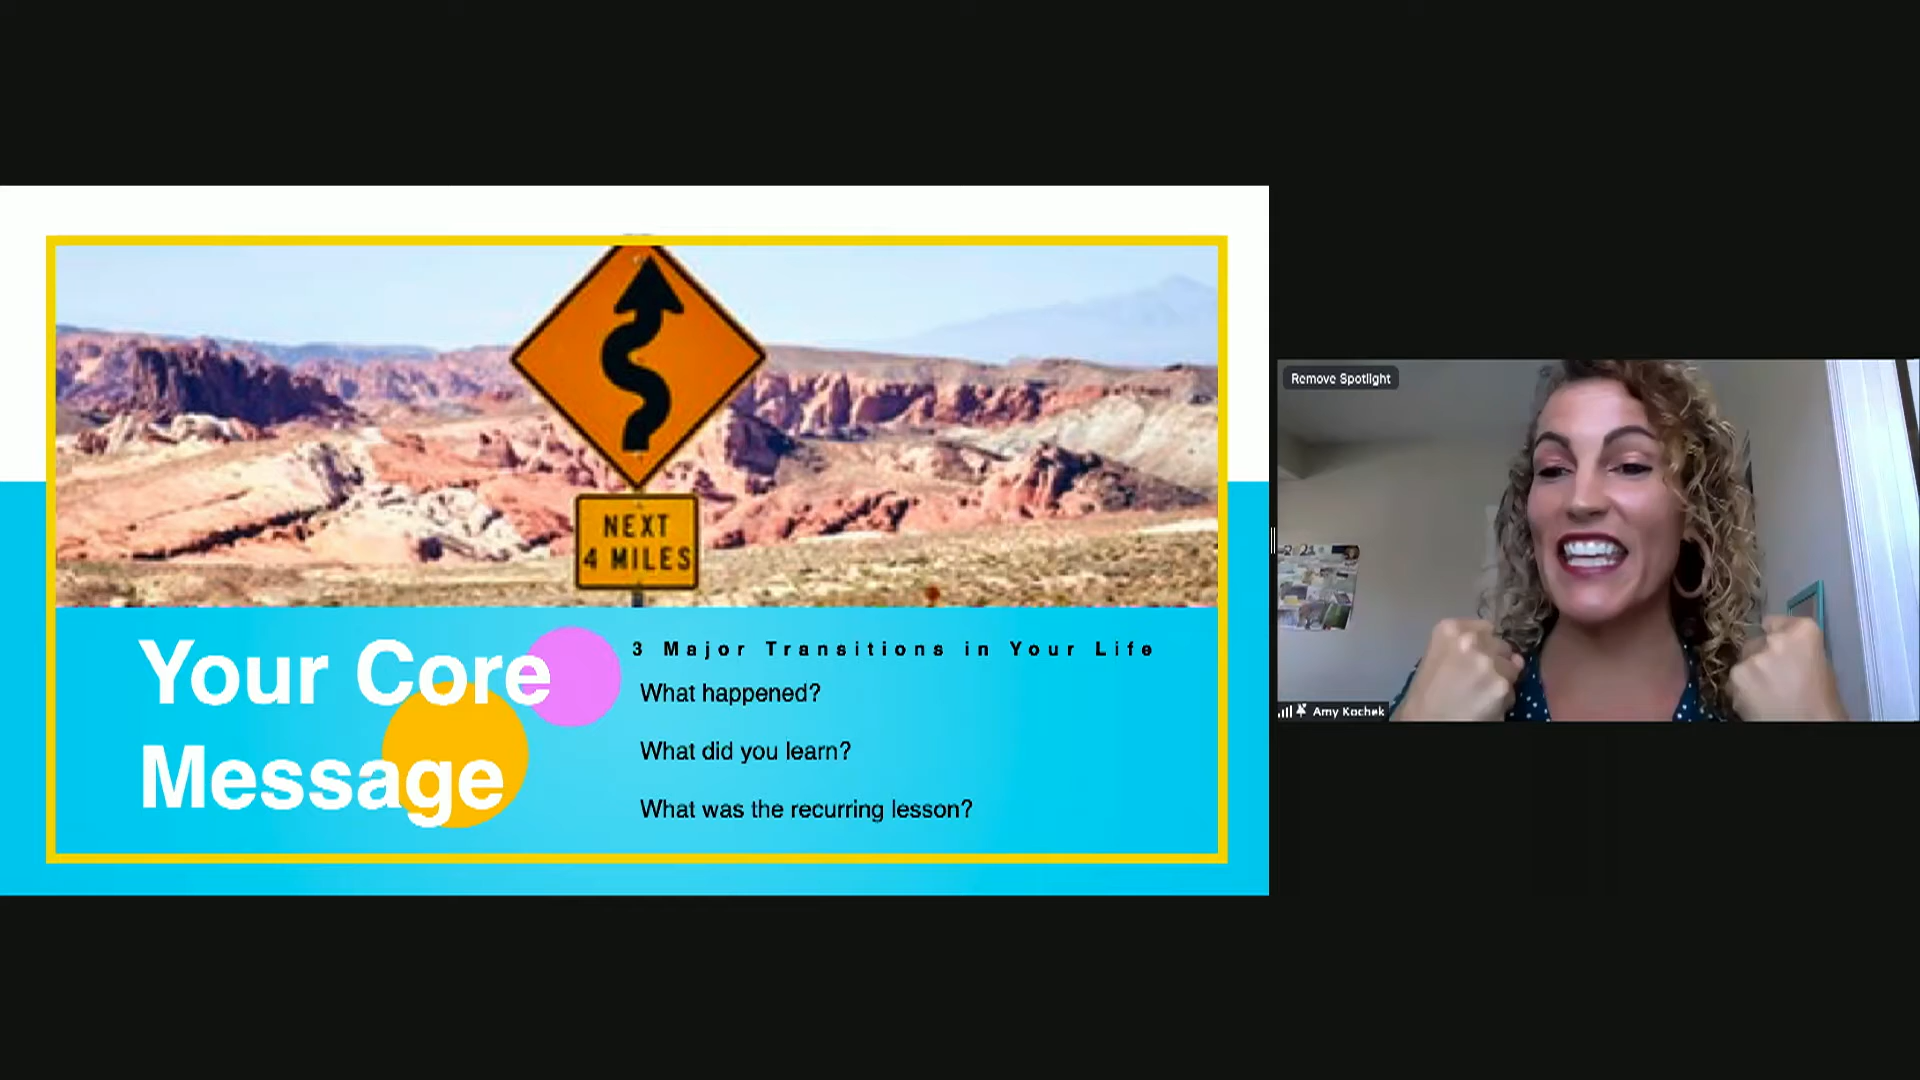 NEXT
4 MILES
Your Core
Message
3 Major Transitions in Your Life
What happened?
What did you learn?
What was the recurring lesson?
Remove Spotlight
Amy Kochek